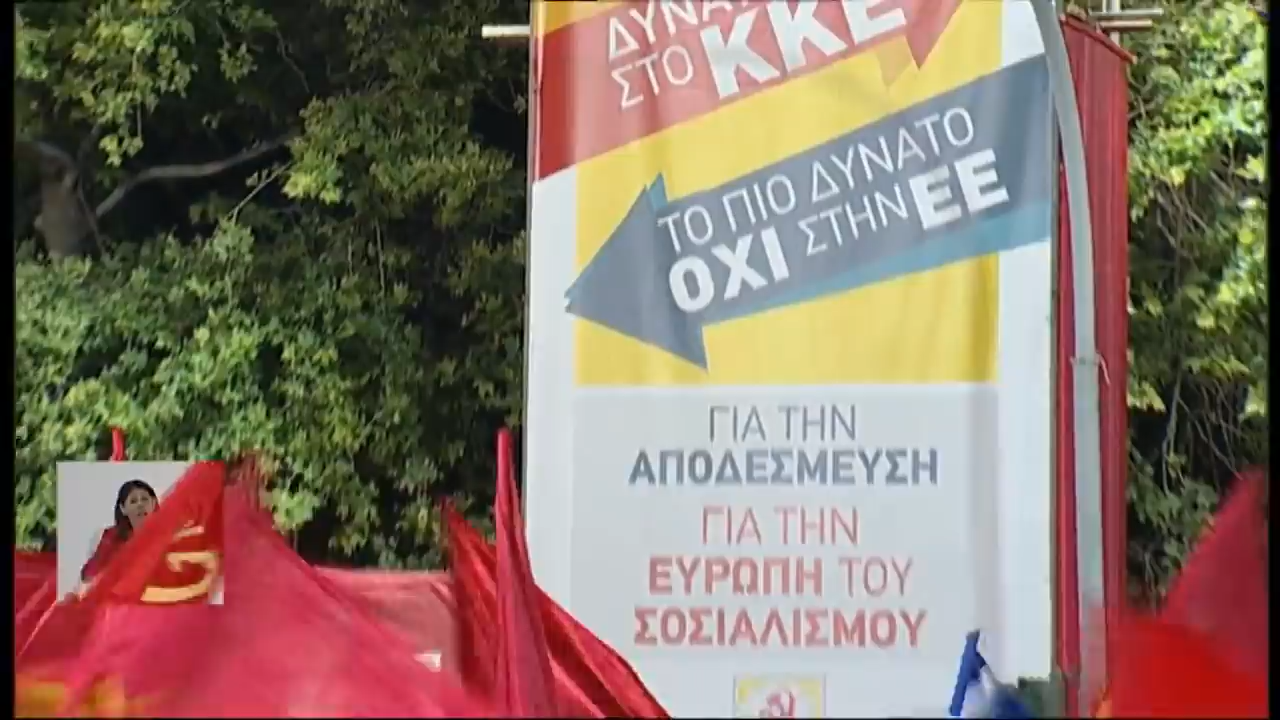 ΣΤΟ ΚΚΕ
ΤΟ ΠΙΟ ΔΥΝΑΤΟ
ΟΧΙ ΣΤΗΝ ΕΕ
ΓΙΑ ΤΗΝ
ΑΠΟΔΕΣΜΕΥΣΗ
ΓΙΑ ΤΗΝ
ΕΥΡΩΠΗ ΤΟΥ
ΣΟΣΙΑΛΙΣΜΟΥ